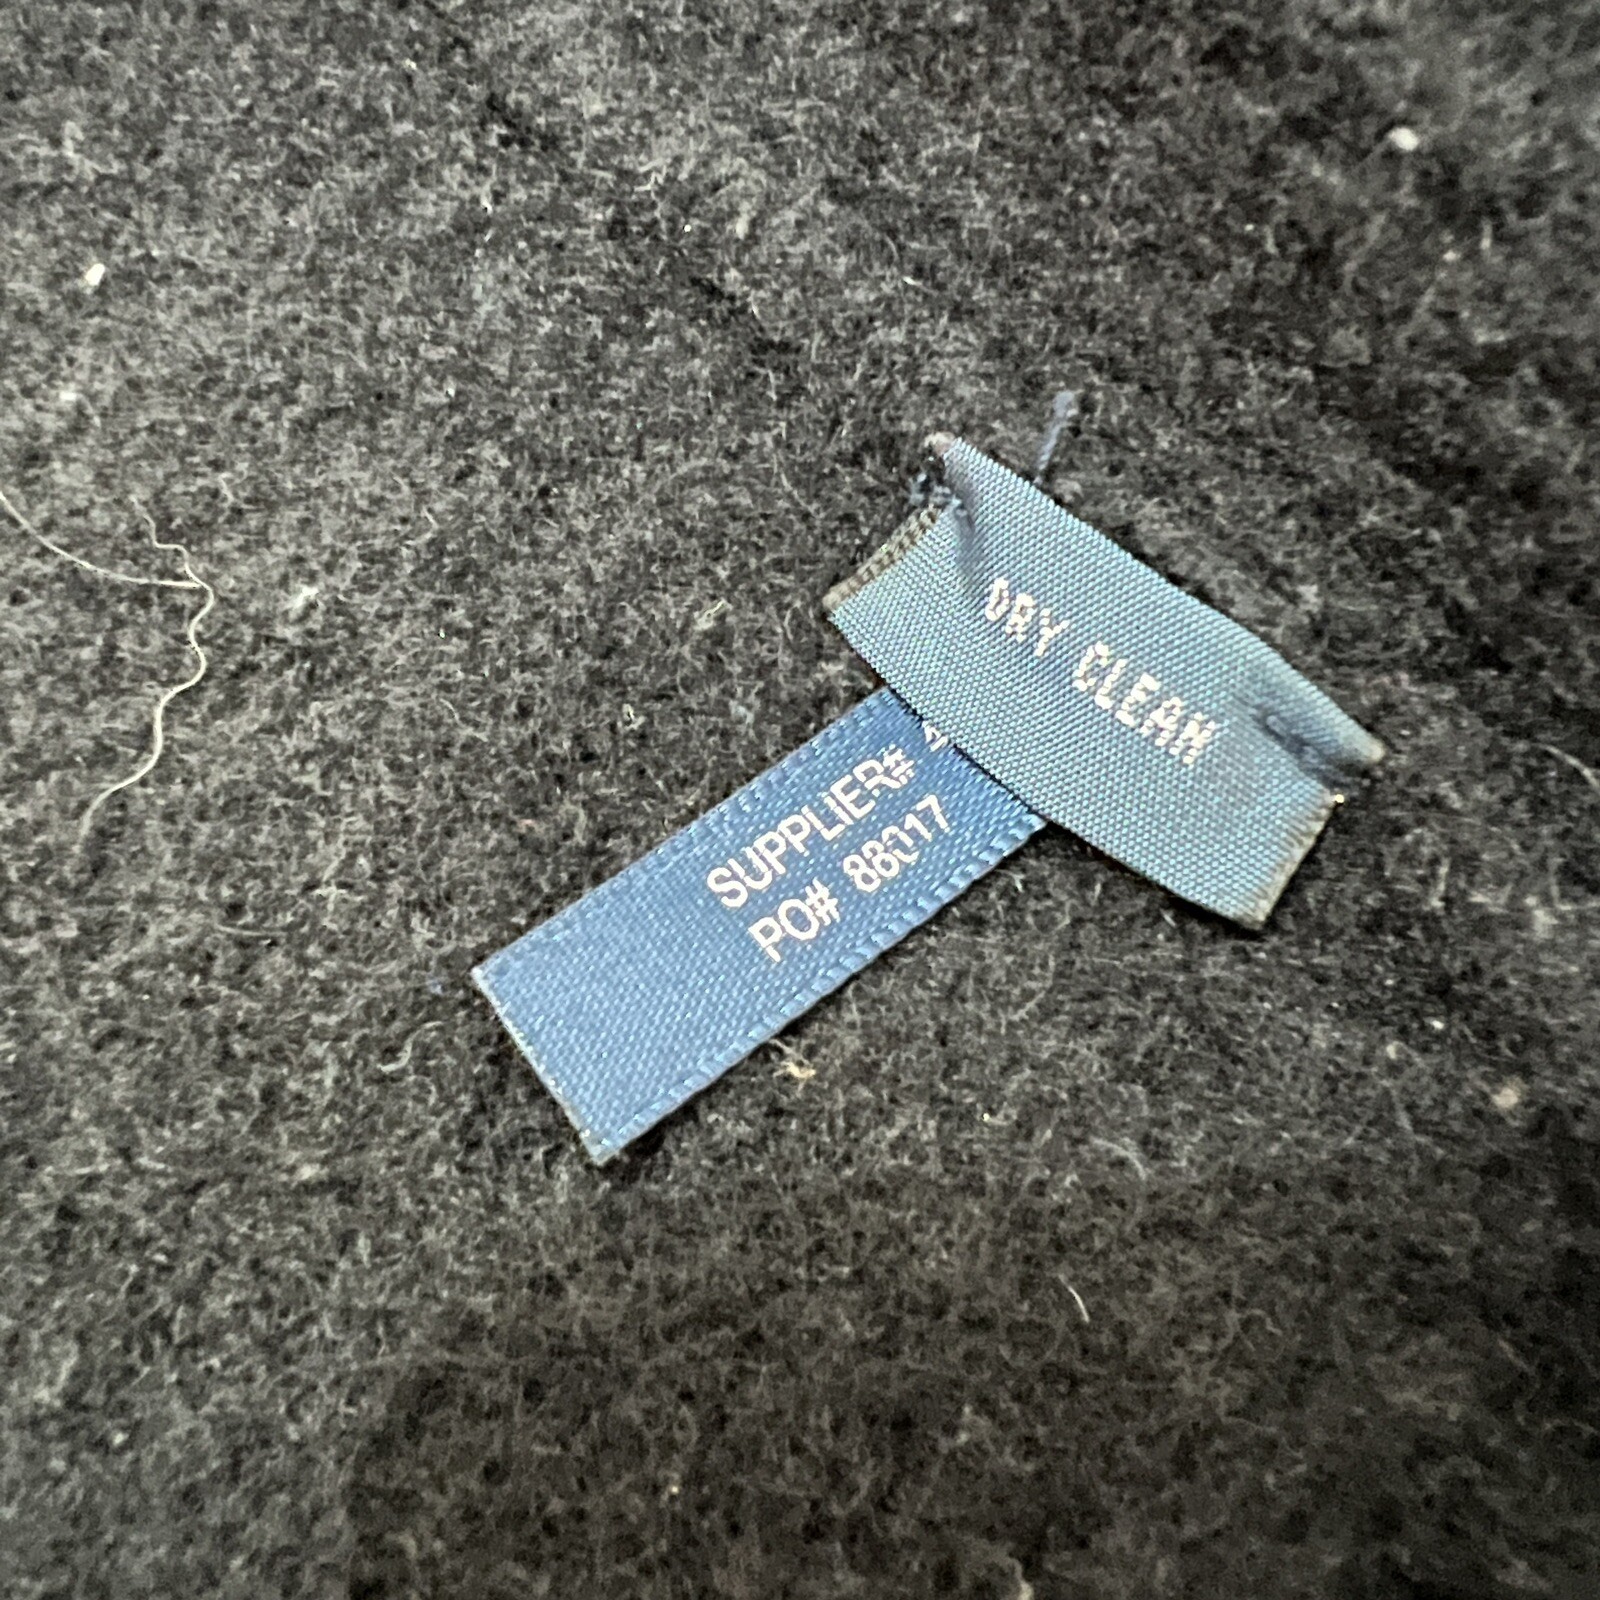 DRY CLEAN
SUPPLIER#
PO# 88017